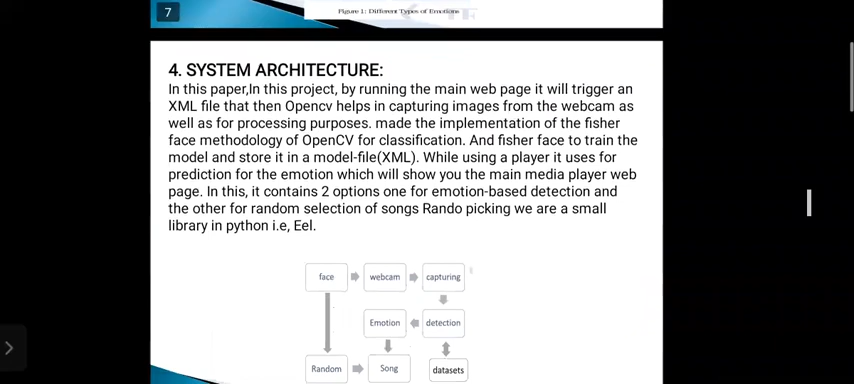 7
Figure 1: Different Types of Emotions
4. SYSTEM ARCHITECTURE:
In this paper,In this project, by running the main web page it will trigger an
XML file that then Opencv helps in capturing images from the webcam as
well as for processing purposes. made the implementation of the fisher
face methodology of OpenCV for classification. And fisher face to train the
model and store it in a model-file(XML). While using a player it uses for
prediction for the emotion which will show you the main media player web
page. In this, it contains 2 options one for emotion-based detection and
the other for random selection of songs Rando picking we are a small
library in python i.e, Eel.
face webcam capturing
Emotion detection
Random Song datasets